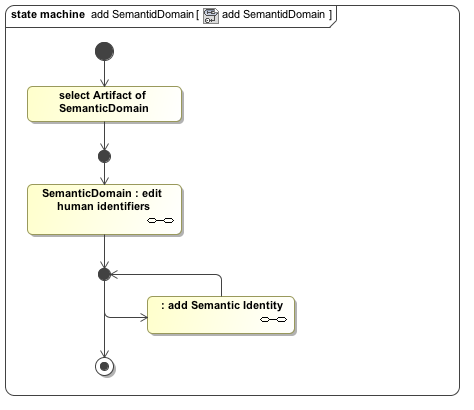 state machine add SemantidDomain [ add SemantidDomain ]
select Artifact of
SemanticDomain
SemanticDomain : edit
human identifiers
: add Semantic Identity